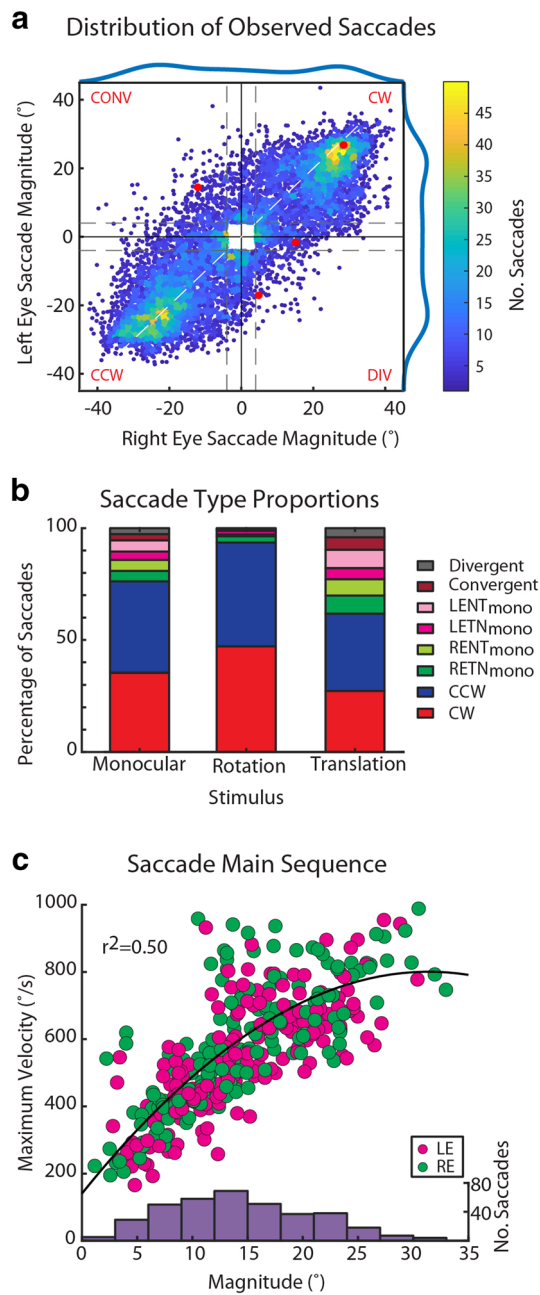 a
Distribution of Observed Saccades
CONV
CW
CCW
DIV
40
20
0
-20
-40
Left Eye Saccade Magnitude (˚)
-40
-20
0
20
40
Right Eye Saccade Magnitude (˚)
45
40
35
30
25
20
15
10
5
No. Saccades
b
Saccade Type Proportions
100
50
0
Percentage of Saccades
Monocular
Rotation
Translation
Stimulus
Divergent
Convergent
LENTmono
LETNmono
RENTmono
RETNmono
CCW
CW
c
Saccade Main Sequence
r2=0.50
1000
800
600
400
200
0
Maximum Velocity (˚/s)
LE
RE
80
40
No. Saccades
0
5
10
15
20
25
30
35
Magnitude (˚)